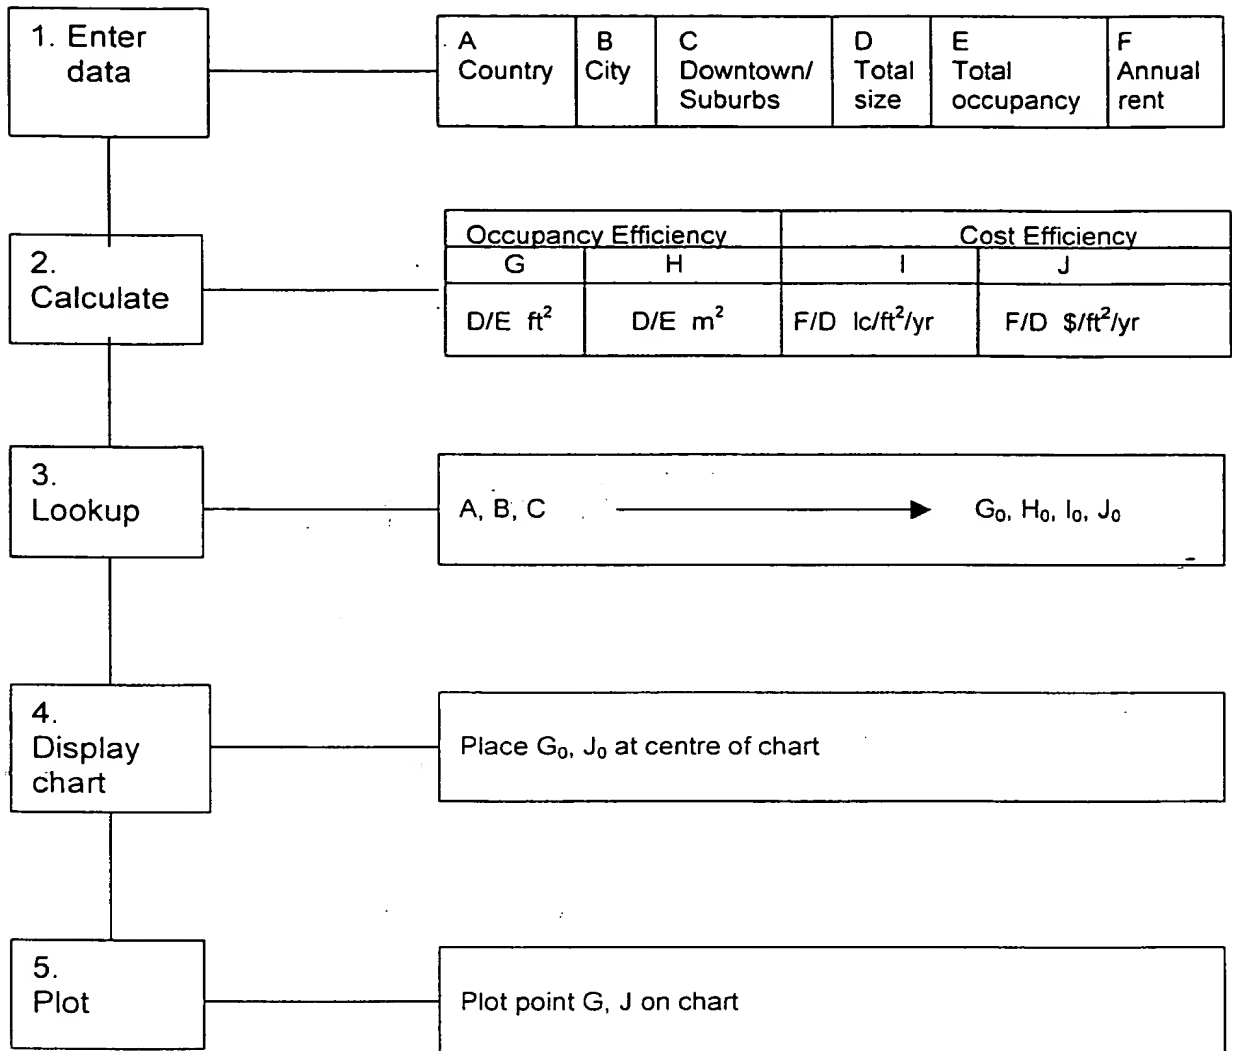 1. Enter
data
A
Country
B
City
C
Downtown/
Suburbs
D
Total
size
E
Total
occupancy
F
Annual
rent
2.
Calculate
Occupancy Efficiency
Cost Efficiency
G
H
I
J
D/E ft²
D/E m²
F/D lc/ft²/yr
F/D $/ft²/yr
3.
Lookup
A, B, C
G₀, H₀, I₀, J₀
4.
Display
chart
Place G₀, J₀ at centre of chart
5.
Plot
Plot point G, J on chart